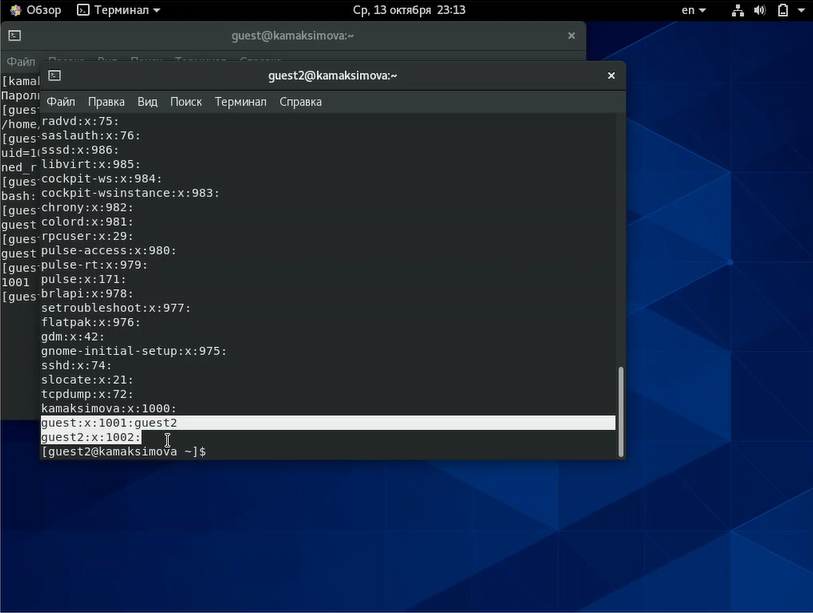 Обзор Терминал Ср, 13 октября 23:13 en
guest@kamaksimova:~
Файл
[kamal
Парол
[gues
/home,
[gues
uid=10
ned_r
[gues
bash:
[gues
guest
[gues
guest
[gues
1001
[gues
guest2@kamaksimova:~
Файл Правка Вид Поиск Терминал Справка
radvd:x:75:
saslauth:x:76:
sssd:x:986:
libvirt:x:985:
cockpit-ws:x:984:
cockpit-wsinstance:x:983:
chrony:x:982:
colord:x:981:
rpcuser:x:29:
pulse-access:x:980:
pulse-rt:x:979:
pulse:x:171:
brlapi:x:978:
setroubleshoot:x:977:
flatpak:x:976:
gdm:x:42:
gnome-initial-setup:x:975:
sshd:x:74:
slocate:x:21:
tcpdump:x:72:
kamaksimova:x:1000:
guest:x:1001:guest2
guest2:x:1002:
[guest2@kamaksimova ~]$